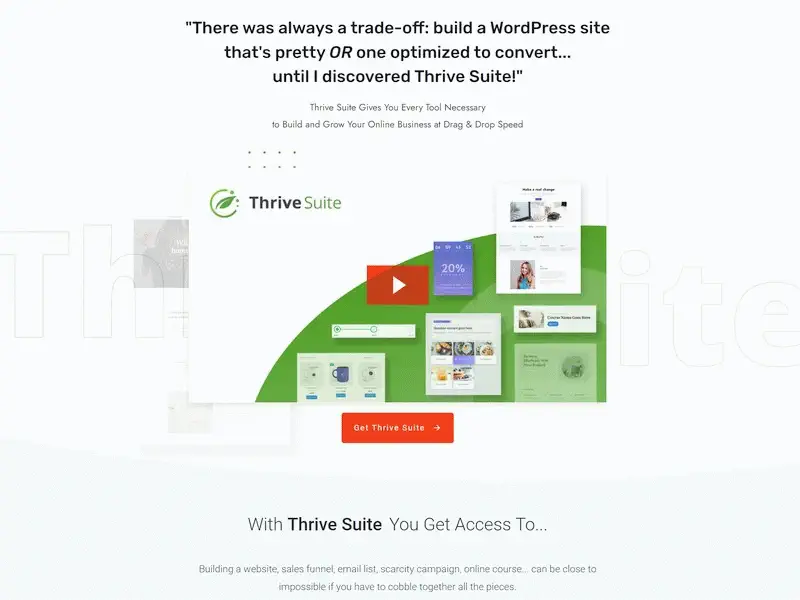 "There was always a trade-off: build a WordPress site
that's pretty OR one optimized to convert...
until I discovered Thrive Suite!"
Thrive Suite Gives You Every Tool Necessary
to Build and Grow Your Online Business at Drag & Drop Speed
Thrive Suite
Make a real change
20%
Get Thrive Suite →
With Thrive Suite You Get Access To...
Building a website, sales funnel, email list, scarcity campaign, online course... can be close to
impossible if you have to cobble together all the pieces.